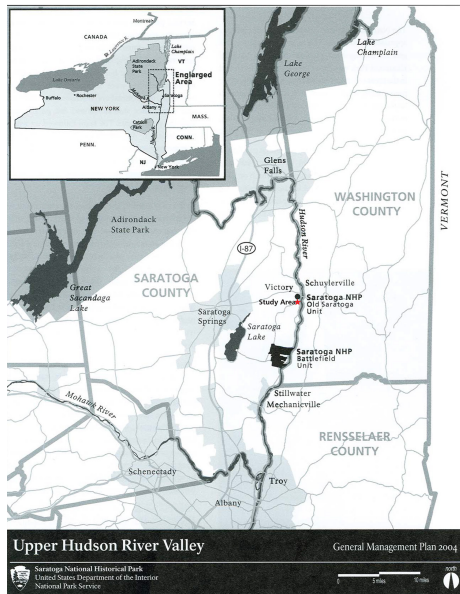 Montreal
CANADA
St. Lawrence R.
Lake
Champlain
Adirondack
State
Park
VT
Lake Ontario
Enlarged
Area
Buffalo
Rochester
Saratoga
Albany
NEW YORK
MASS.
Catskill
Park
CONN.
PENN.
NJ
New York
Lake
Champlain
Lake
George
Glens
Falls
WASHINGTON
COUNTY
VERMONT
Hudson River
Adirondack
State Park
I-87
Great
Sacandaga
Lake
SARATOGA
COUNTY
Victory
Schuylerville
Study Area
Saratoga NHP
Old Saratoga
Unit
Saratoga
Springs
Saratoga
Lake
Saratoga NHP
Battlefield
Unit
Stillwater
Mechanicville
Mohawk River
RENSSELAER
COUNTY
Schenectady
Troy
Albany
Upper Hudson River Valley
General Management Plan 2004
Saratoga National Historical Park
United States Department of the Interior
National Park Service
0 5 miles 10 miles
north